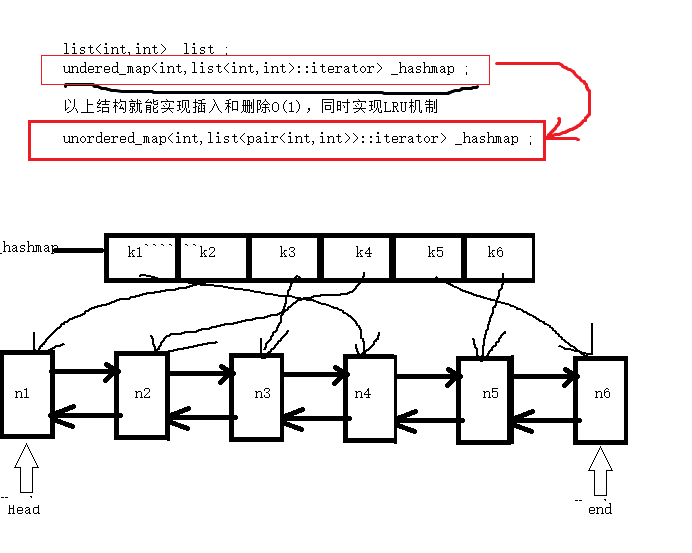 list<int,int> _list ;
undered_map<int,list<int,int>::iterator> _hashmap ;
以上结构就能实现插入和删除O(1)，同时实现LRU机制
unordered_map<int,list<pair<int,int>>::iterator> _hashmap ;
_hashmap k1 k2 k3 k4 k5 k6
n1 n2 n3 n4 n5 n6
Head end